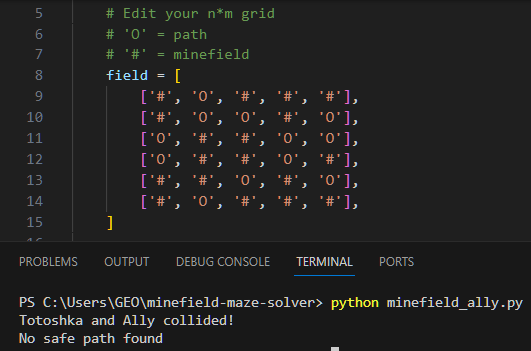 5 # Edit your n*m grid
6 # 'O' = path
7 # '#' = minefield
8 field = [
9 ['#', 'O', '#', '#', '#'],
10 ['#', 'O', 'O', '#', 'O'],
11 ['O', '#', '#', 'O', 'O'],
12 ['O', '#', '#', 'O', '#'],
13 ['#', '#', 'O', '#', 'O'],
14 ['#', 'O', '#', '#', '#'],
15 ]
PROBLEMS OUTPUT DEBUG CONSOLE TERMINAL PORTS
PS C:\Users\GEO\minefield-maze-solver> python minefield_ally.py
Totoshka and Ally collided!
No safe path found